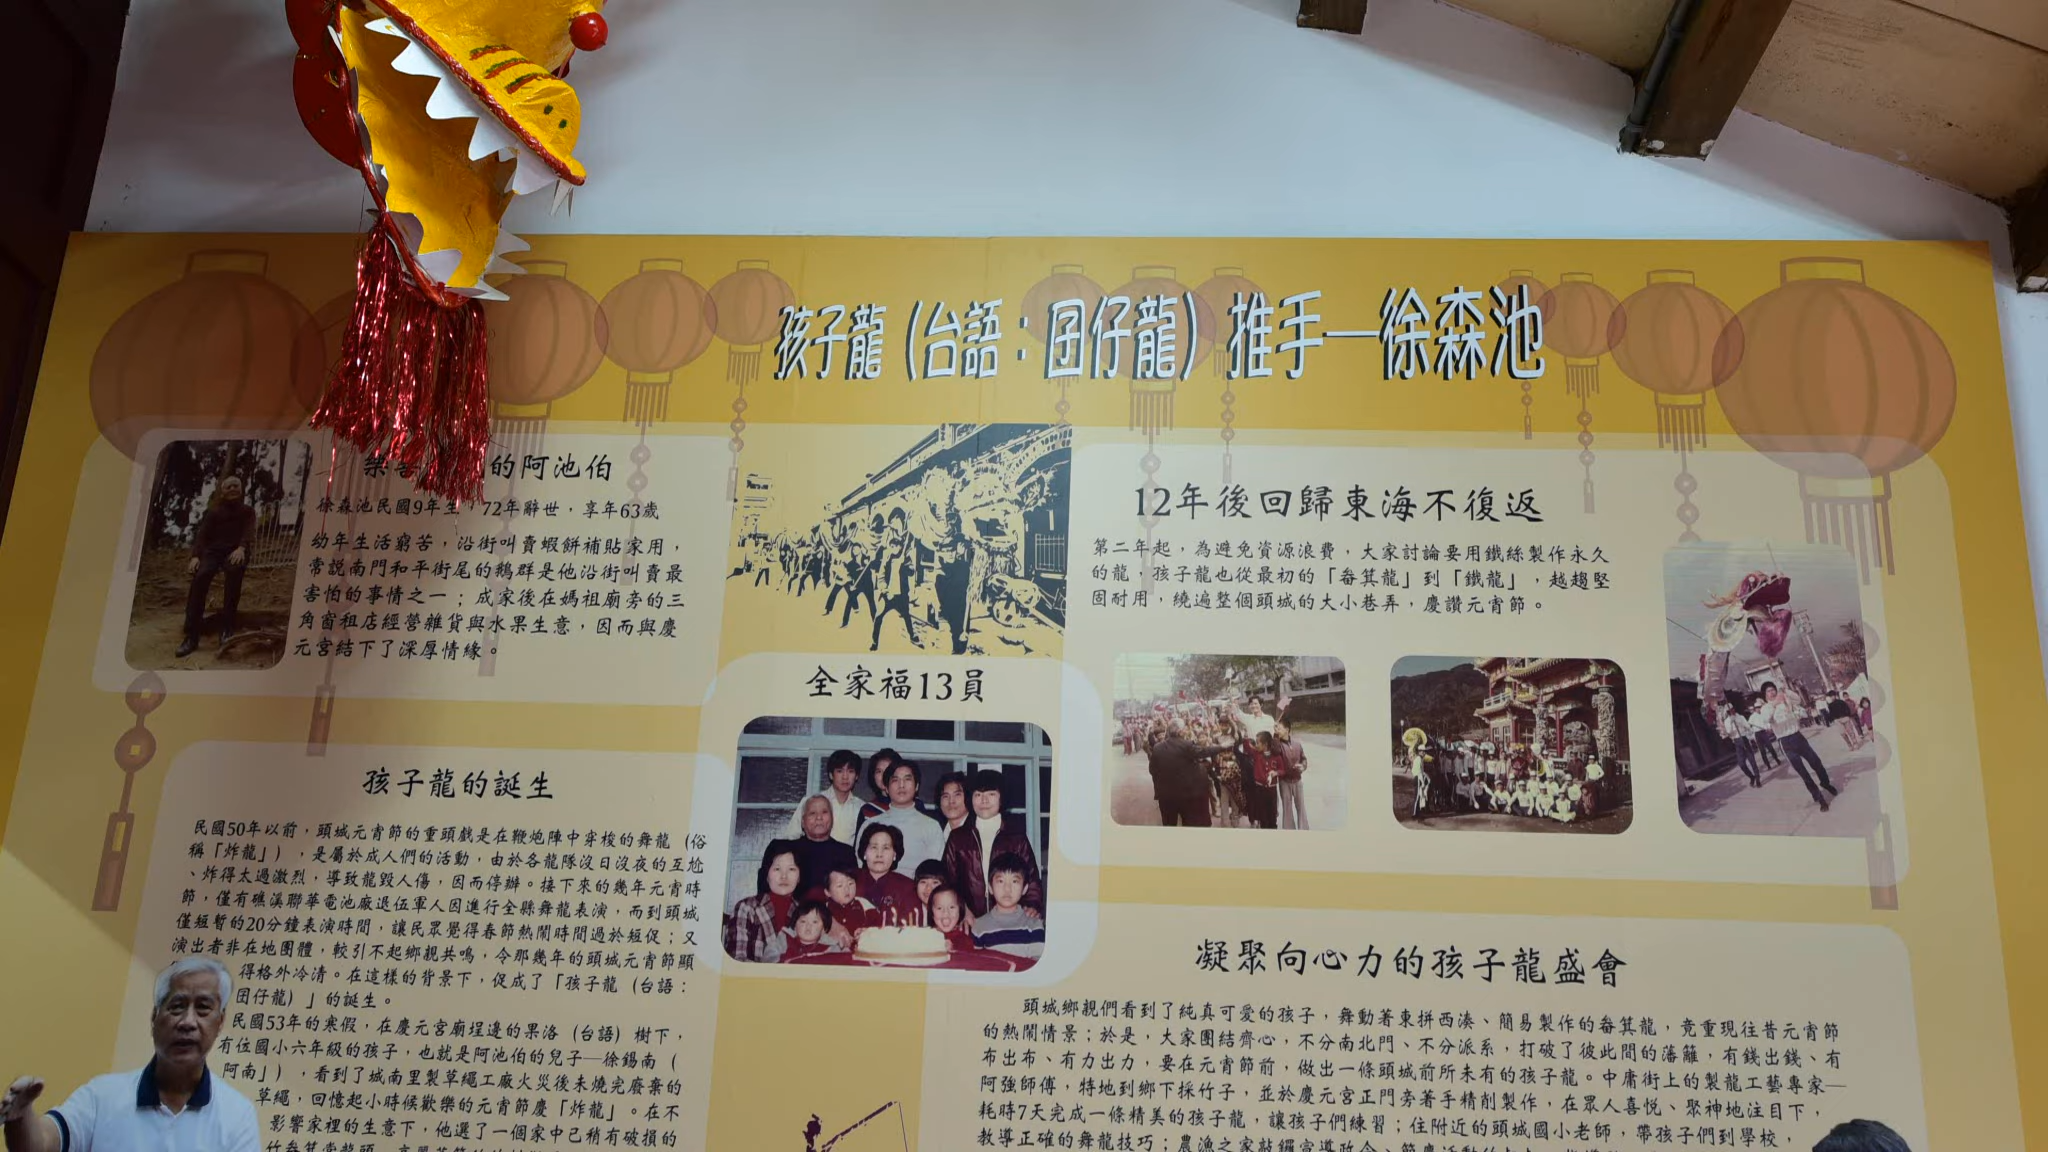 孩子龍（台語：囝仔龍）推手—徐森池
的阿池伯
徐森池民國9年生，72年辭世，享年63歲
幼年生活窮苦，沿街叫賣蝦餅補貼家用，
常說南門和平街尾的鵝群是他沿街叫賣最
害怕的事情之一；成家後在媽祖廟旁的三
角窗租店經營雜貨與水果生意，因而與慶
元宮結下了深厚情緣。
全家福13員
12年後回歸東海不復返
第二年起，為避免資源浪費，大家討論要用鐵絲製作永久
的龍，孩子龍也從最初的「畚箕龍」到「鐵龍」，越趨堅
固耐用，繞遍整個頭城的大小巷弄，慶讚元宵節。
孩子龍的誕生
民國50年以前，頭城元宵節的重頭戲是在鞭炮陣中穿梭的舞龍（俗
稱「炸龍」），是屬於成人們的活動，由於各龍隊沒日沒夜的互尬
、炸得太過激烈，導致龍毀人傷，因而停辦。接下來的幾年元宵時
節，僅有礁溪聯華電池廠退伍軍人因進行全縣舞龍表演，而到頭城
僅短暫的20分鐘表演時間，讓民眾覺得春節熱鬧時間過於短促；又
演出者非在地團體，較引不起鄉親共鳴，令那幾年的頭城元宵節顯
得格外冷清。在這樣的背景下，促成了「孩子龍（台語：
囝仔龍）」的誕生。
民國53年的寒假，在慶元宮廟埕邊的果洛（台語）樹下，
有位國小六年級的孩子，也就是阿池伯的兒子—徐錫南（
阿南」），看到了城南里製草繩工廠火災後未燒完廢棄的
草繩，回憶起小時候歡樂的元宵節慶「炸龍」。在不
影響家裡的生意下，他選了一個家中已稍有破損的
竹畚箕當龍頭
凝聚向心力的孩子龍盛會
頭城鄉親們看到了純真可愛的孩子，舞動著東拼西湊、簡易製作的畚箕龍，竟重現往昔元宵節
的熱鬧情景；於是，大家團結齊心，不分南北門、不分派系，打破了彼此間的藩籬，有錢出錢、有
布出布、有力出力，要在元宵節前，做出一條頭城前所未有的孩子龍。中庸街上的製龍工藝專家—
阿強師傅，特地到鄉下採竹子，並於慶元宮正門旁著手精削製作，在眾人喜悅、聚神地注目下，
耗時7天完成一條精美的孩子龍，讓孩子們練習；住附近的頭城國小老師，帶孩子們到學校，
教導正確的舞龍技巧；農漁之家敲鑼宣導政令、節慶活動的